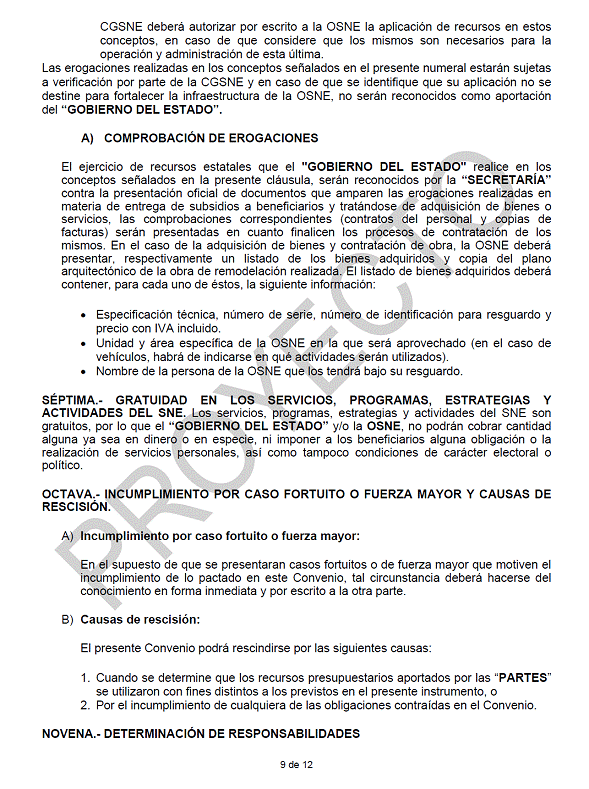 CGSNE deberá autorizar por escrito a la OSNE la aplicación de recursos en estos
conceptos, en caso de que considere que los mismos son necesarios para la
operación y administración de esta última.
Las erogaciones realizadas en los conceptos señalados en el presente numeral estarán sujetas
a verificación por parte de la CGSNE y en caso de que se identifique que su aplicación no se
destine para fortalecer la infraestructura de la OSNE, no serán reconocidos como aportación
del “GOBIERNO DEL ESTADO”.
A) COMPROBACIÓN DE EROGACIONES
El ejercicio de recursos estatales que el "GOBIERNO DEL ESTADO" realice en los
conceptos señalados en la presente cláusula, serán reconocidos por la “SECRETARÍA”
contra la presentación oficial de documentos que amparen las erogaciones realizadas en
materia de entrega de subsidios a beneficiarios y tratándose de adquisición de bienes o
servicios, las comprobaciones correspondientes (contratos del personal y copias de
facturas) serán presentadas en cuanto finalicen los procesos de contratación de los
mismos. En el caso de la adquisición de bienes y contratación de obra, la OSNE deberá
presentar, respectivamente un listado de los bienes adquiridos y copia del plano
arquitectónico de la obra de remodelación realizada. El listado de bienes adquiridos deberá
contener, para cada uno de éstos, la siguiente información:
• Especificación técnica, número de serie, número de identificación para resguardo y
precio con IVA incluido.
• Unidad y área específica de la OSNE en la que será aprovechado (en el caso de
vehículos, habrá de indicarse en qué actividades serán utilizados).
• Nombre de la persona de la OSNE que los tendrá bajo su resguardo.
SÉPTIMA.- GRATUIDAD EN LOS SERVICIOS, PROGRAMAS, ESTRATEGIAS Y
ACTIVIDADES DEL SNE. Los servicios, programas, estrategias y actividades del SNE son
gratuitos, por lo que el “GOBIERNO DEL ESTADO” y/o la OSNE, no podrán cobrar cantidad
alguna ya sea en dinero o en especie, ni imponer a los beneficiarios alguna obligación o la
realización de servicios personales, así como tampoco condiciones de carácter electoral o
político.
OCTAVA.- INCUMPLIMIENTO POR CASO FORTUITO O FUERZA MAYOR Y CAUSAS DE
RESCISIÓN.
A) Incumplimiento por caso fortuito o fuerza mayor:
En el supuesto de que se presentaran casos fortuitos o de fuerza mayor que motiven el
incumplimiento de lo pactado en este Convenio, tal circunstancia deberá hacerse del
conocimiento en forma inmediata y por escrito a la otra parte.
B) Causas de rescisión:
El presente Convenio podrá rescindirse por las siguientes causas:
1. Cuando se determine que los recursos presupuestarios aportados por las “PARTES”
se utilizaron con fines distintos a los previstos en el presente instrumento, o
2. Por el incumplimiento de cualquiera de las obligaciones contraídas en el Convenio.
NOVENA.- DETERMINACIÓN DE RESPONSABILIDADES
9 de 12
PROYECTO